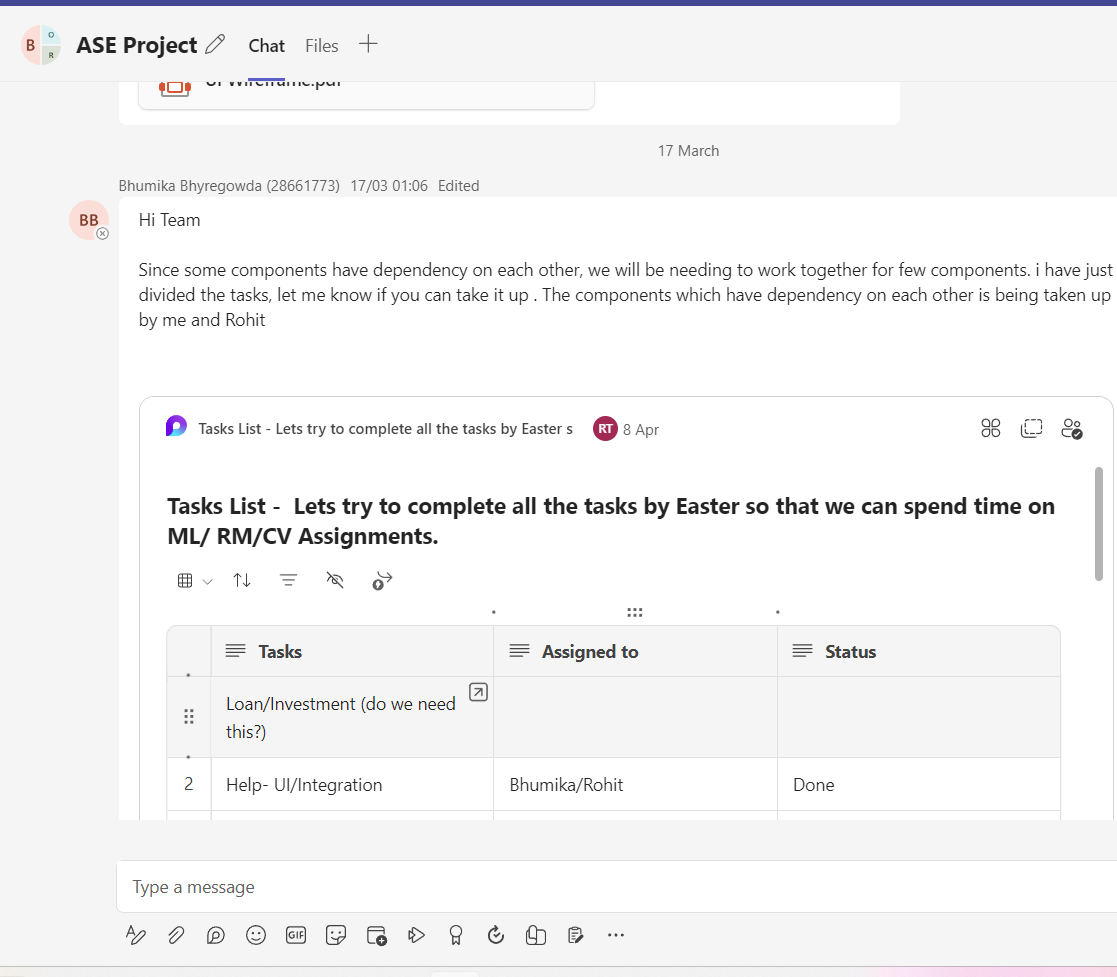 B O R ASE Project Chat Files
UI Wireframe.pdf
17 March
Bhumika Bhyregowda (28661773) 17/03 01:06 Edited
BB
Hi Team
Since some components have dependency on each other, we will be needing to work together for few components. i have just
divided the tasks, let me know if you can take it up . The components which have dependency on each other is being taken up
by me and Rohit
Tasks List - Lets try to complete all the tasks by Easter s RT 8 Apr
Tasks List - Lets try to complete all the tasks by Easter so that we can spend time on
ML/ RM/CV Assignments.
Tasks Assigned to Status
Loan/Investment (do we need
this?)
2 Help- UI/Integration Bhumika/Rohit Done
Type a message
GIF